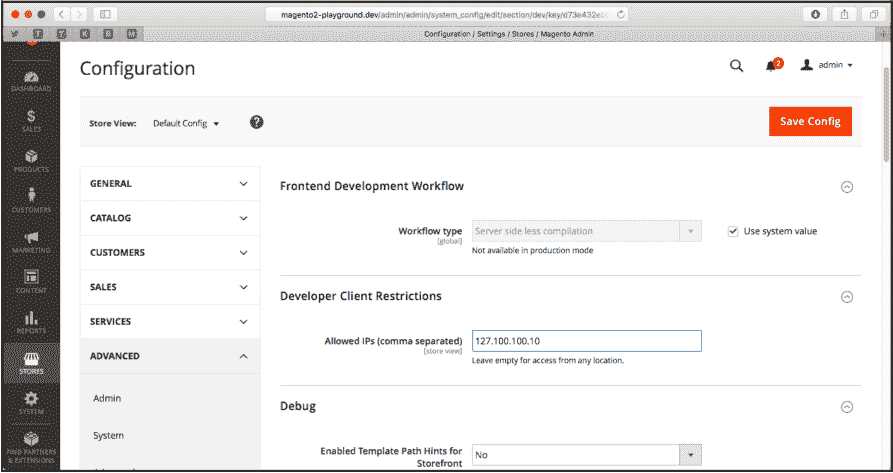 magento2-playground.dev/admin/admin/system_config/edit/section/dev/key/d73e432eb
Configuration / Settings / Stores / Magento Admin
Configuration
2
admin
DASHBOARD
SALES
PRODUCTS
CUSTOMERS
MARKETING
CONTENT
REPORTS
STORES
SYSTEM
FIND PARTNERS
& EXTENSIONS
Store View: Default Config
?
Save Config
GENERAL
CATALOG
CUSTOMERS
SALES
SERVICES
ADVANCED
Admin
System
Frontend Development Workflow
Workflow type Server side less compilation Use system value
[global]
Not available in production mode
Developer Client Restrictions
Allowed IPs (comma separated) 127.100.100.10
[store view]
Leave empty for access from any location.
Debug
Enabled Template Path Hints for No
Storefront